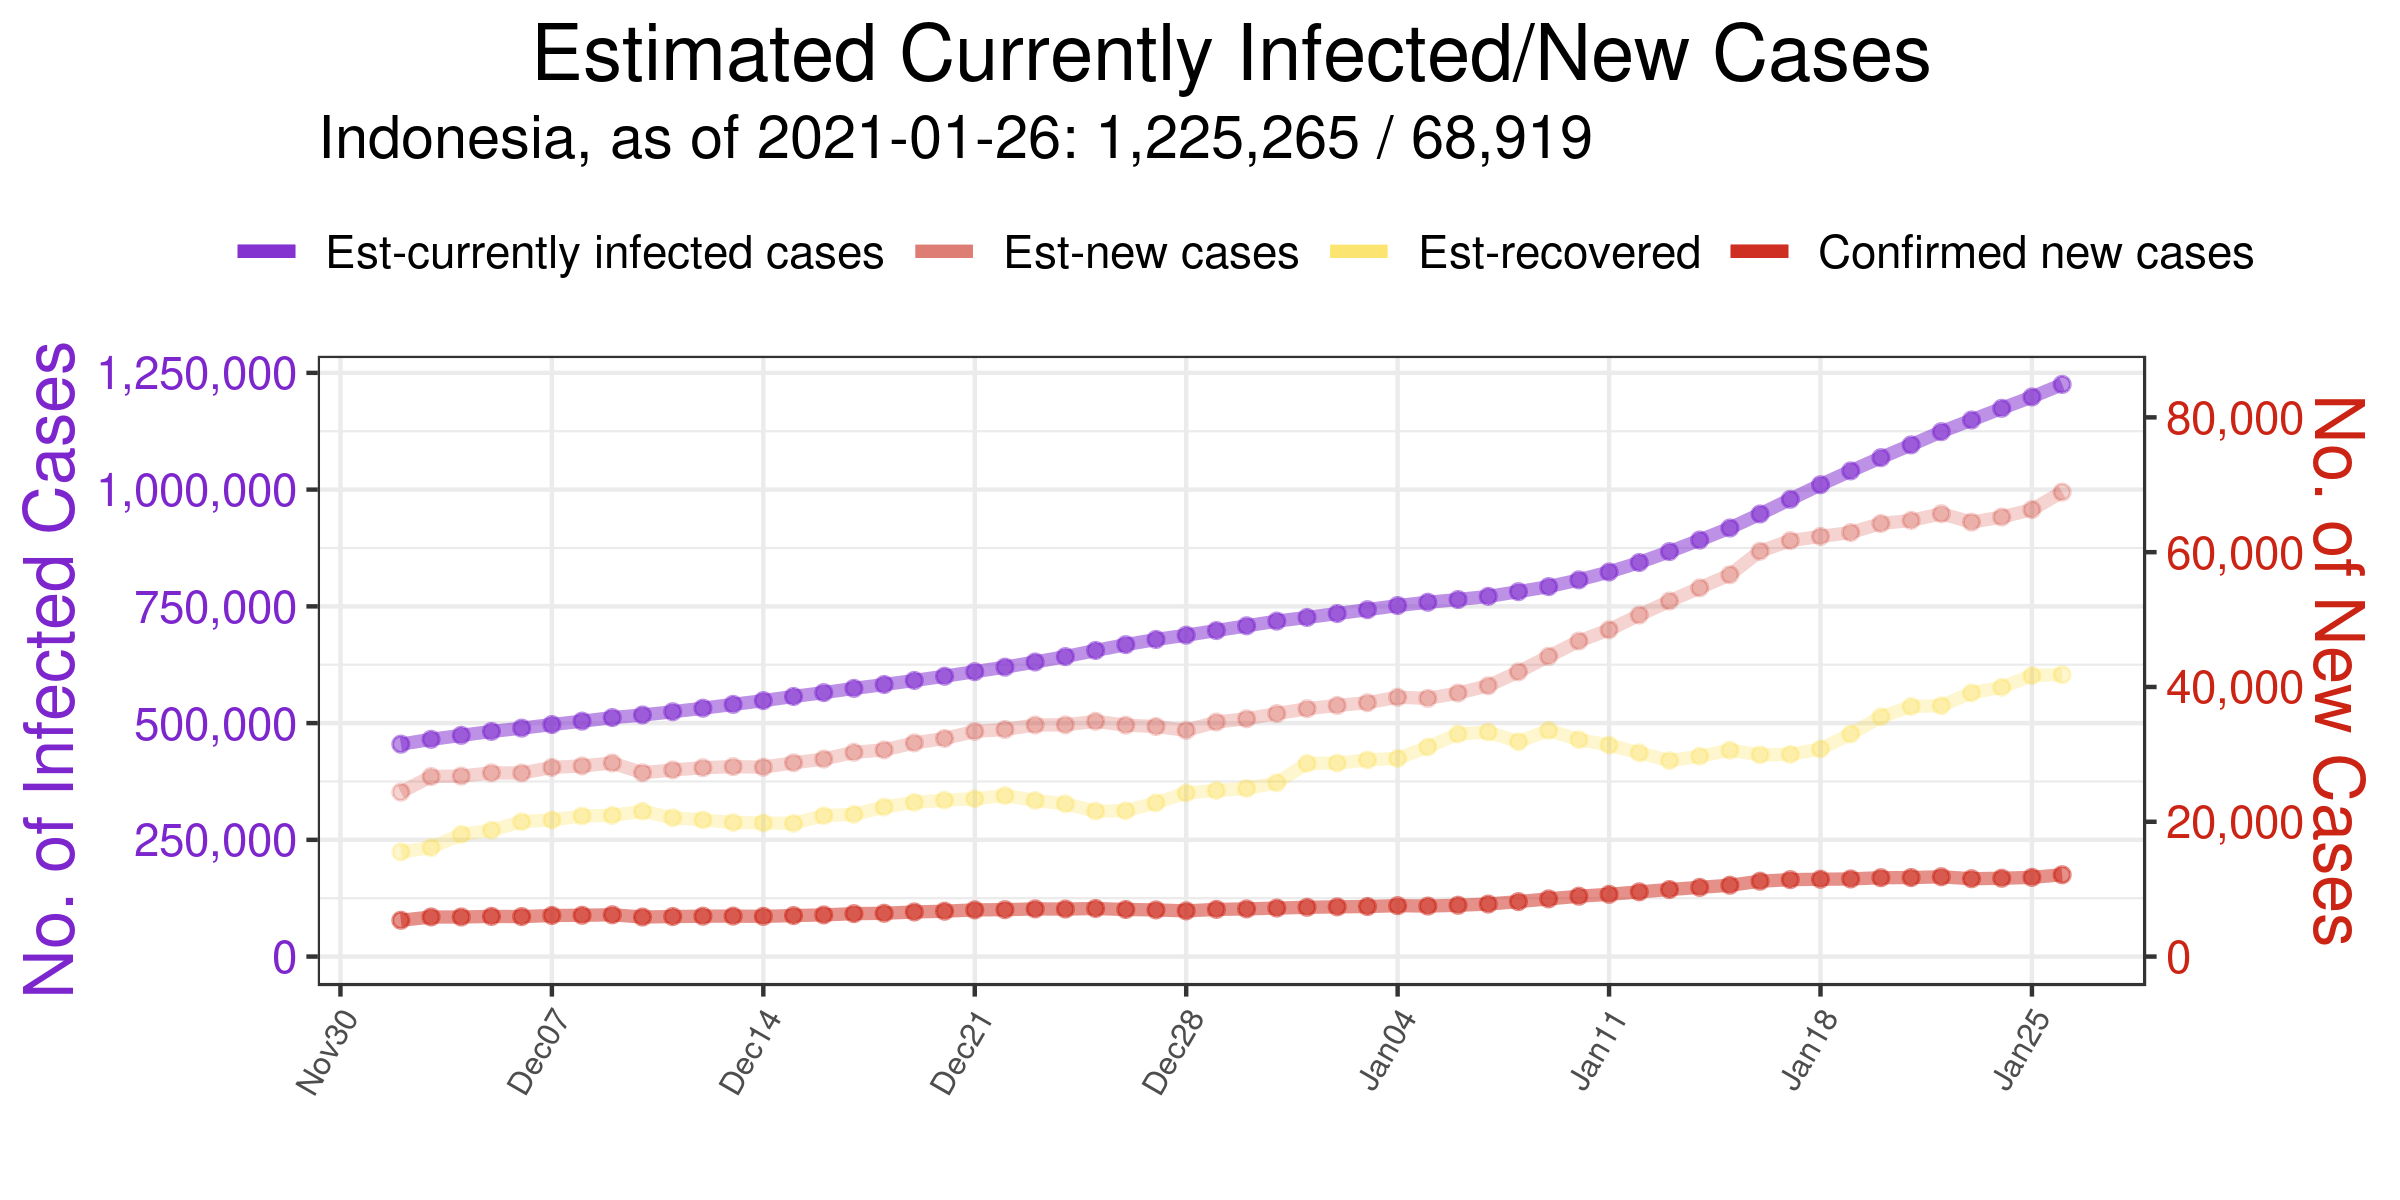 Estimated Currently Infected/New Cases
Indonesia, as of 2021-01-26: 1,225,265 / 68,919
Est-currently infected cases Est-new cases Est-recovered Confirmed new cases
No. of Infected Cases
1,250,000
1,000,000
750,000
500,000
250,000
0
80,000
60,000
40,000
20,000
0
No. of New Cases
Nov30 Dec07 Dec14 Dec21 Dec28 Jan04 Jan11 Jan18 Jan25